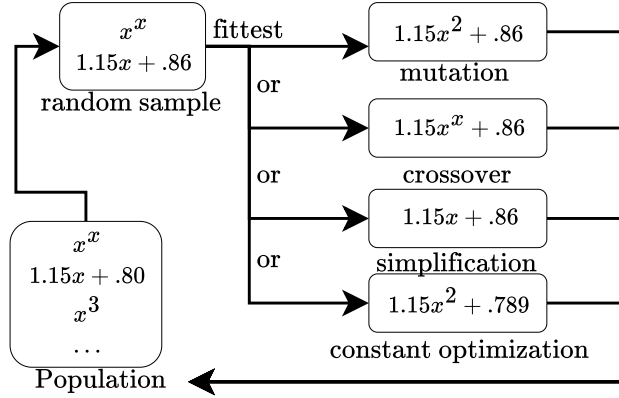 x^x
1.15x + .86
random sample
fittest
1.15x^2 + .86
mutation
or
1.15x^x + .86
crossover
or
1.15x + .86
simplification
or
1.15x^2 + .789
constant optimization
x^x
1.15x + .80
x^3
...
Population